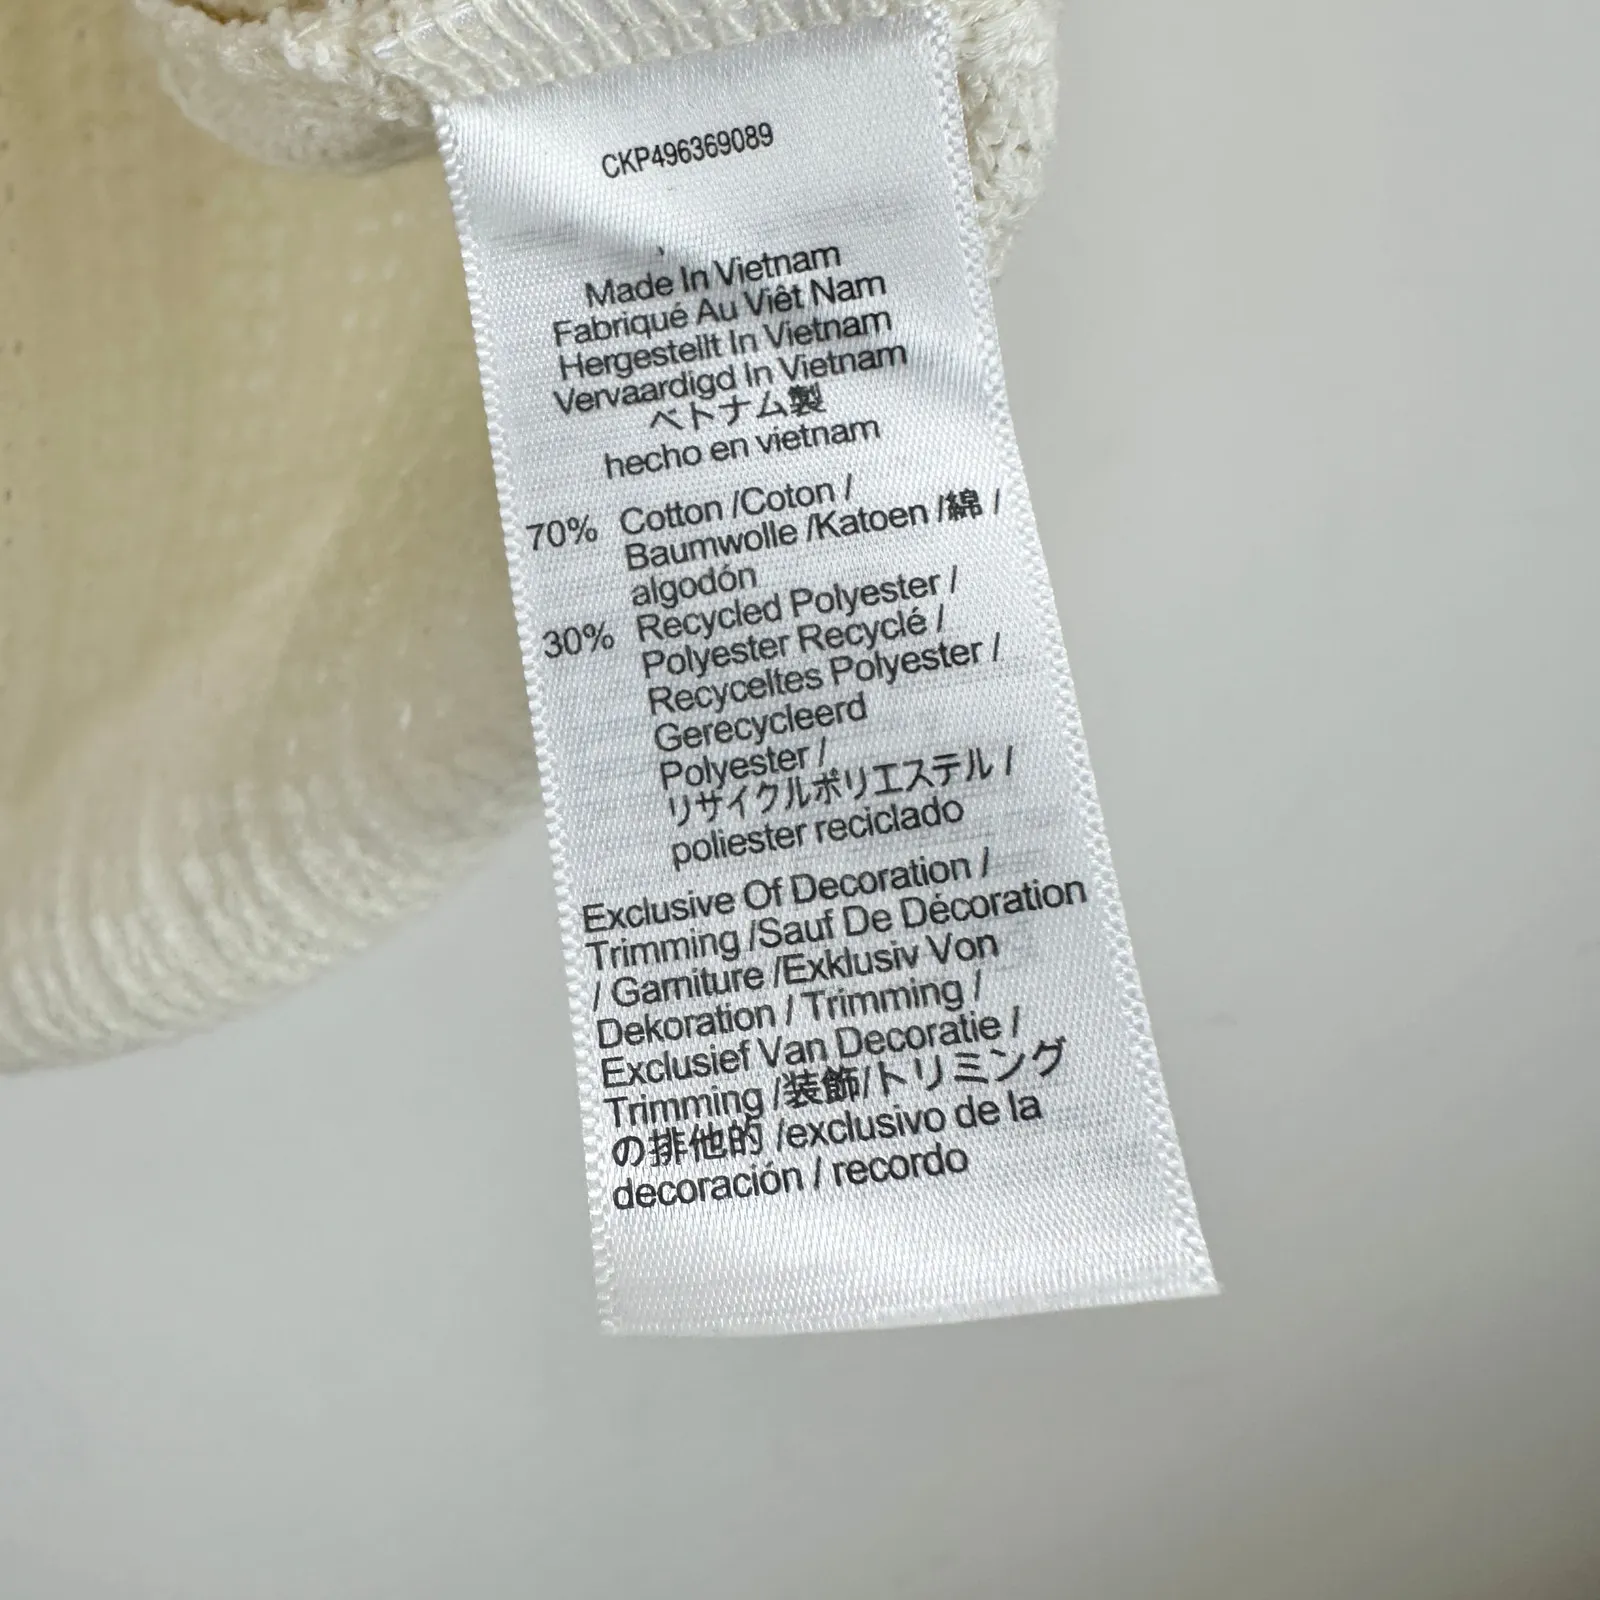 CKP496369089
Made In Vietnam
Fabriqué Au Viêt Nam
Hergestellt In Vietnam
Vervaardigd In Vietnam
ベトナム製
hecho en vietnam
70% Cotton /Coton /
Baumwolle /Katoen /綿 /
algodón
30% Recycled Polyester /
Polyester Recyclé /
Recyceltes Polyester /
Gerecycleerd
Polyester /
リサイクルポリエステル /
poliester reciclado
Exclusive Of Decoration /
Trimming /Sauf De Décoration
/ Garniture /Exklusiv Von
Dekoration / Trimming /
Exclusief Van Decoratie /
Trimming /装飾/トリミング
の排他的 /exclusivo de la
decoración / recordo